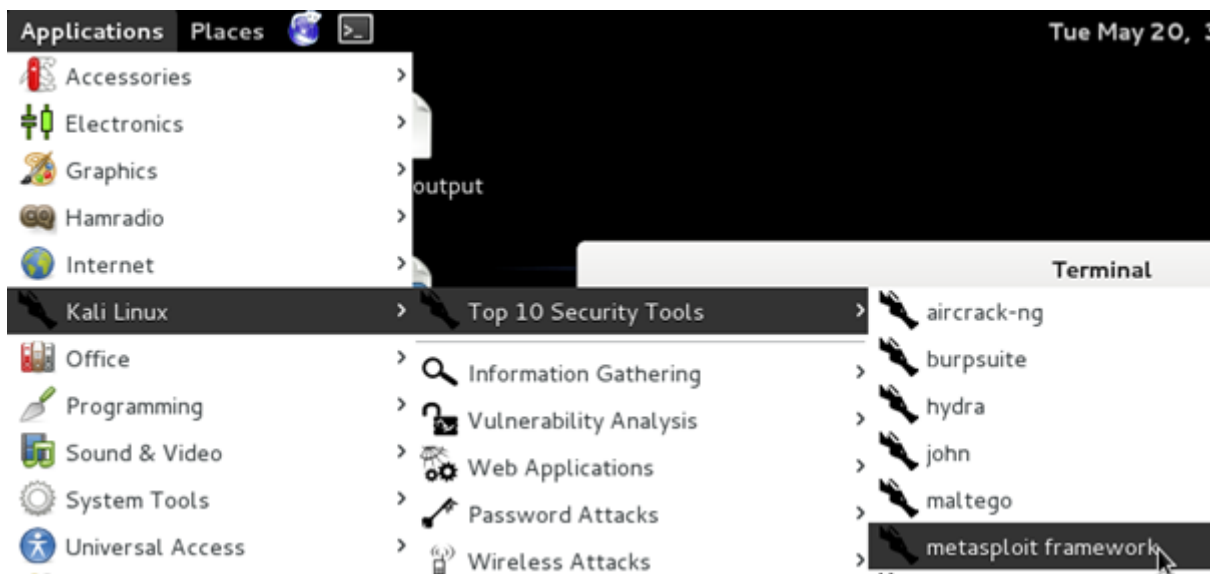 Applications Places Tue May 20,
Accessories
Electronics
Graphics
output
Hamradio
Internet
Terminal
Kali Linux
Top 10 Security Tools
aircrack-ng
Office
Information Gathering
burpsuite
Programming
Vulnerability Analysis
hydra
Sound & Video
Web Applications
john
System Tools
Password Attacks
maltego
Universal Access
Wireless Attacks
metasploit framework